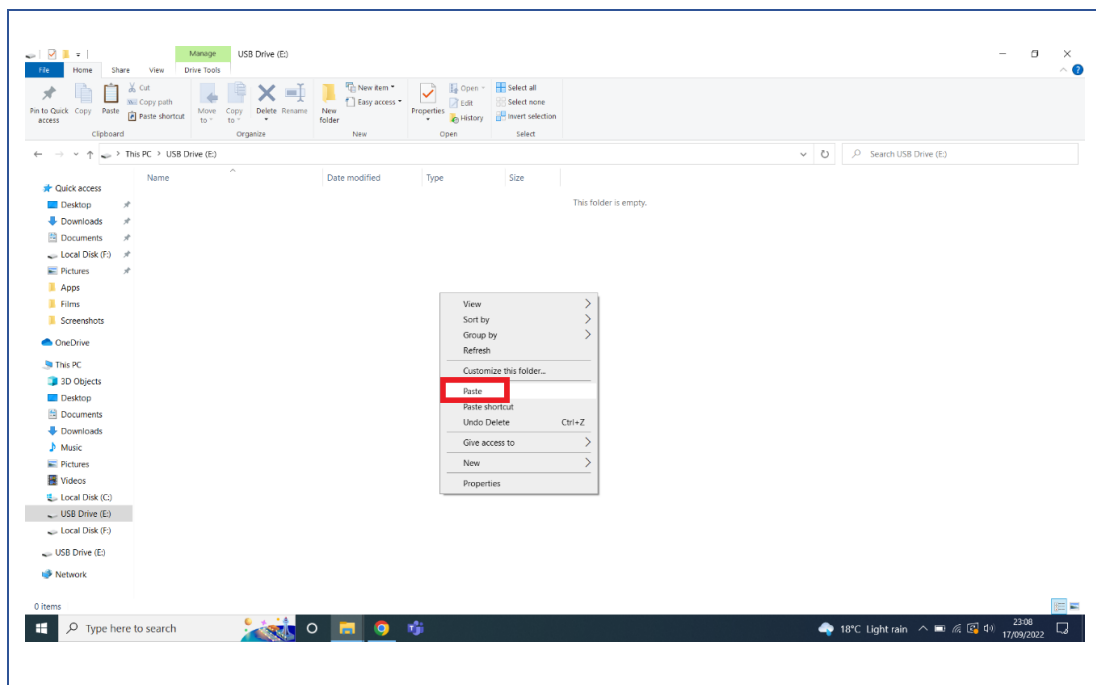 Manage USB Drive (E:)
File Home Share View Drive Tools
Pin to Quick access
Copy
Paste
Cut
Copy path
Paste shortcut
Clipboard
Move to
Copy to
Delete
Rename
Organize
New folder
New item
Easy access
New
Properties
Open
Edit
History
Open
Select all
Select none
Invert selection
Select
This PC > USB Drive (E:)
Search USB Drive (E:)
Name Date modified Type Size
This folder is empty.
Quick access
Desktop
Downloads
Documents
Local Disk (F:)
Pictures
Apps
Films
Screenshots
OneDrive
This PC
3D Objects
Desktop
Documents
Downloads
Music
Pictures
Videos
Local Disk (C:)
USB Drive (E:)
Local Disk (F:)
USB Drive (E:)
Network
View
Sort by
Group by
Refresh
Customize this folder...
Paste
Paste shortcut
Undo Delete Ctrl+Z
Give access to
New
Properties
0 items
Type here to search
18°C Light rain
23:08
17/09/2022